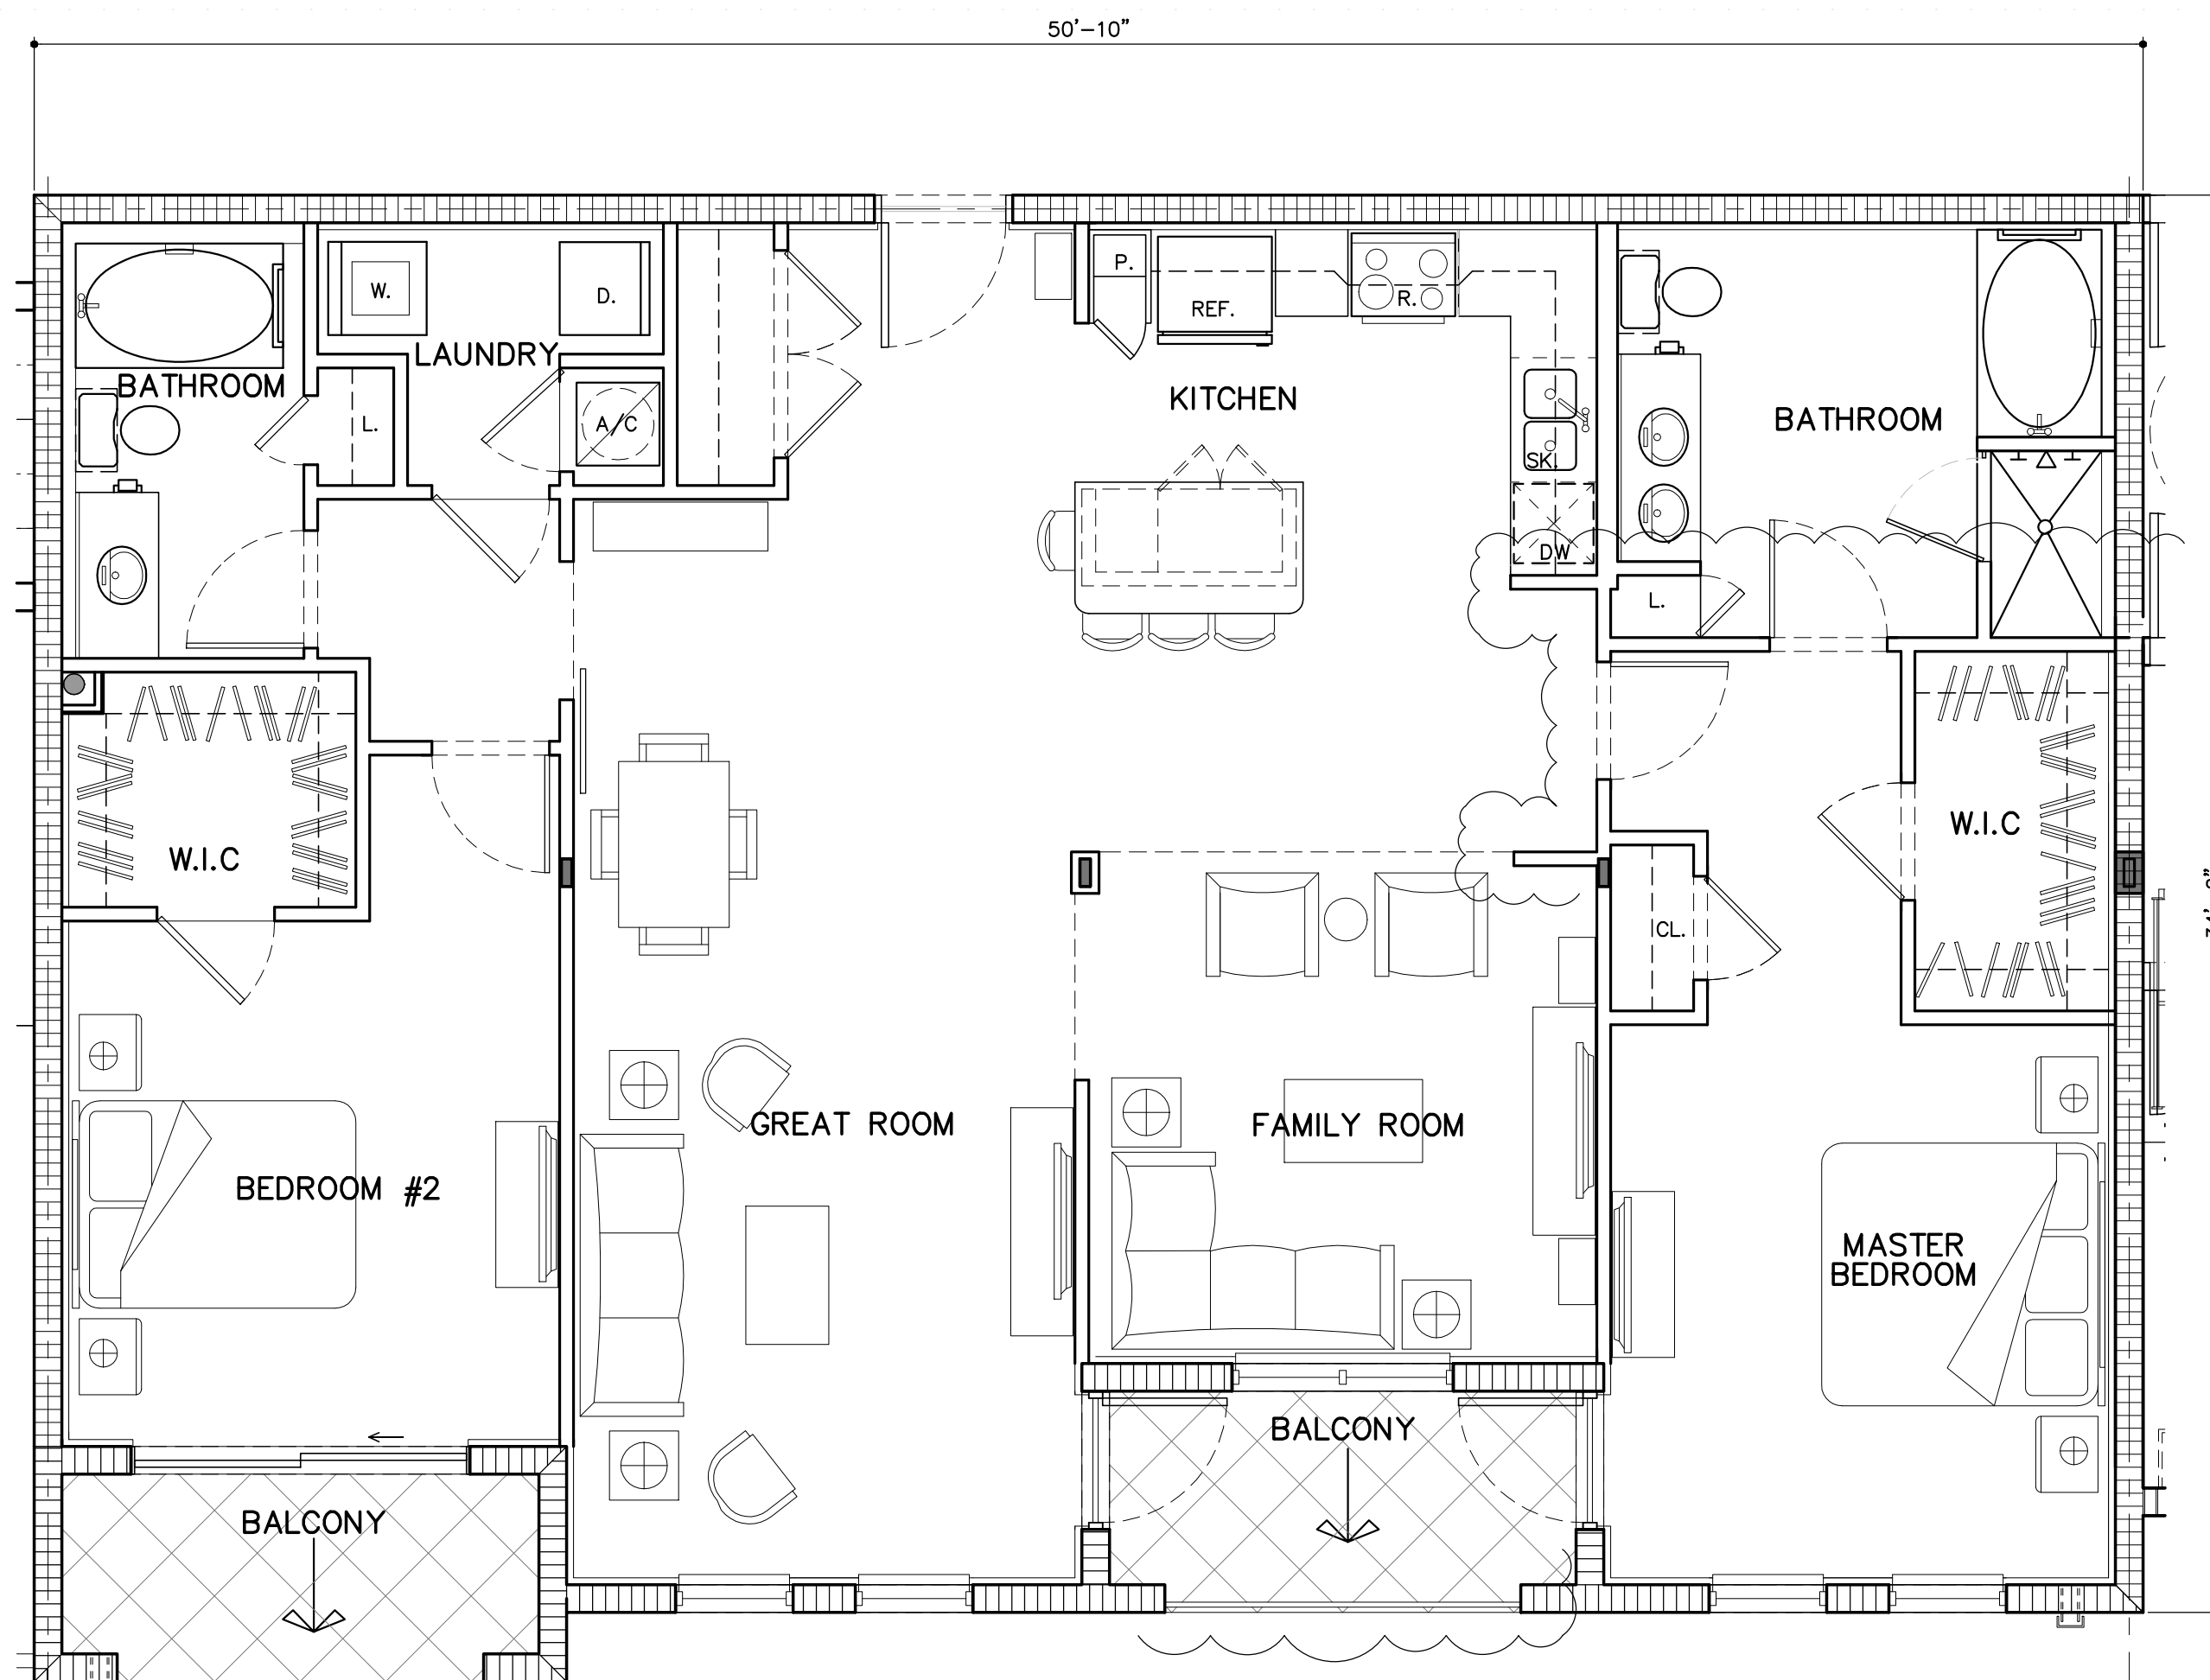 50'-10"
W.
D.
P.
REF.
R.
LAUNDRY
BATHROOM
L.
A/C
KITCHEN
BATHROOM
SK.
DW
L.
W.I.C
W.I.C
CL.
GREAT ROOM
FAMILY ROOM
BEDROOM #2
MASTER
BEDROOM
BALCONY
BALCONY